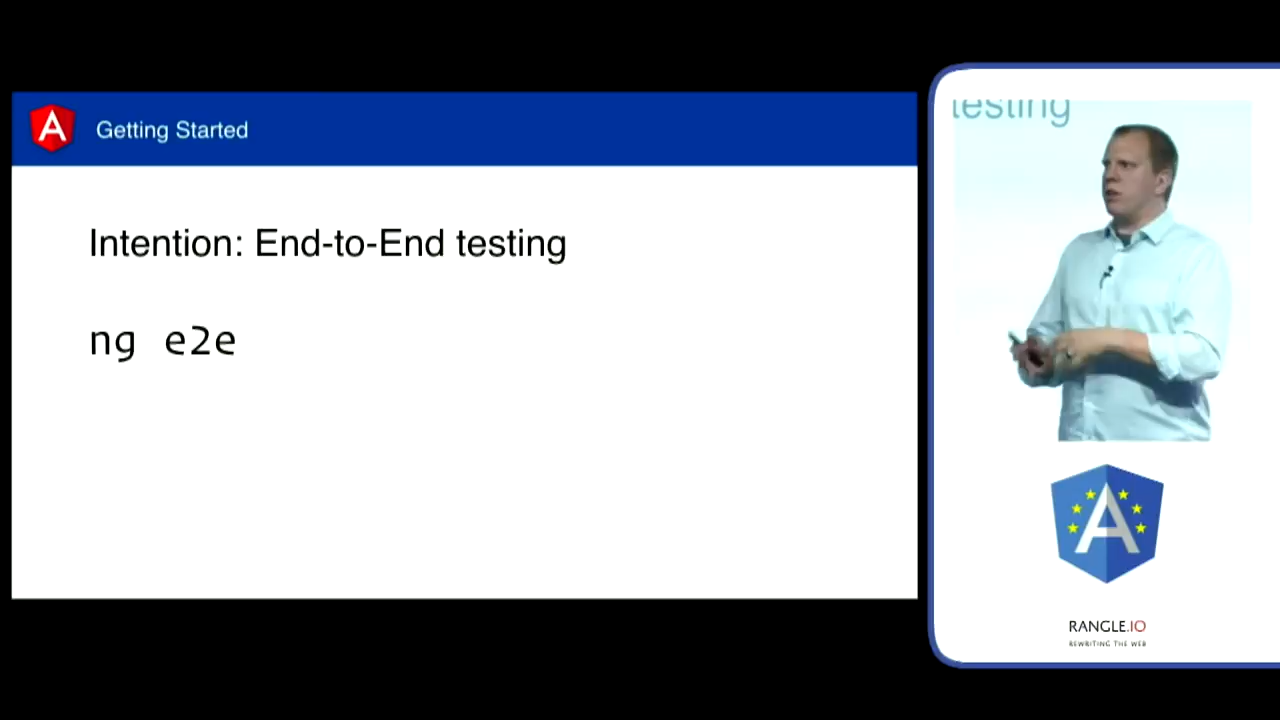 Getting Started
Intention: End-to-End testing
ng e2e
testing
RANGLE.IO
REWRITING THE WEB